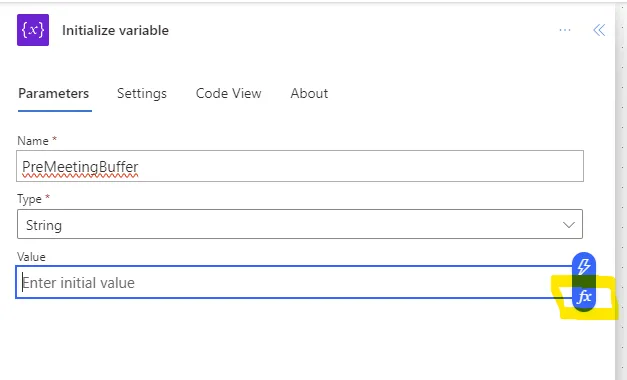 {x} Initialize variable ...
Parameters Settings Code View About
Name *
PreMeetingBuffer
Type *
String
Value
Enter initial value
fx